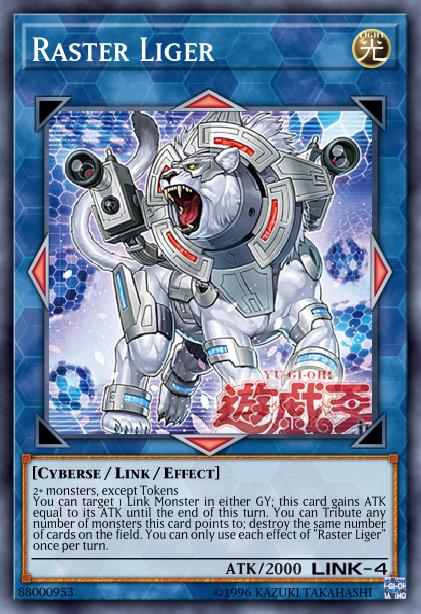 RASTER LIGER
LIGHT
光
YU-GI-OH!
遊戯王
[CYBERSE / LINK / EFFECT]
2+ monsters, except Tokens
You can target 1 Link Monster in either GY; this card gains ATK
equal to its ATK until the end of this turn. You can Tribute any
number of monsters this card points to; destroy the same number
of cards on the field. You can only use each effect of "Raster Liger"
once per turn.
ATK/2000 LINK-4
88000953
©1996 KAZUKI TAKAHASHI